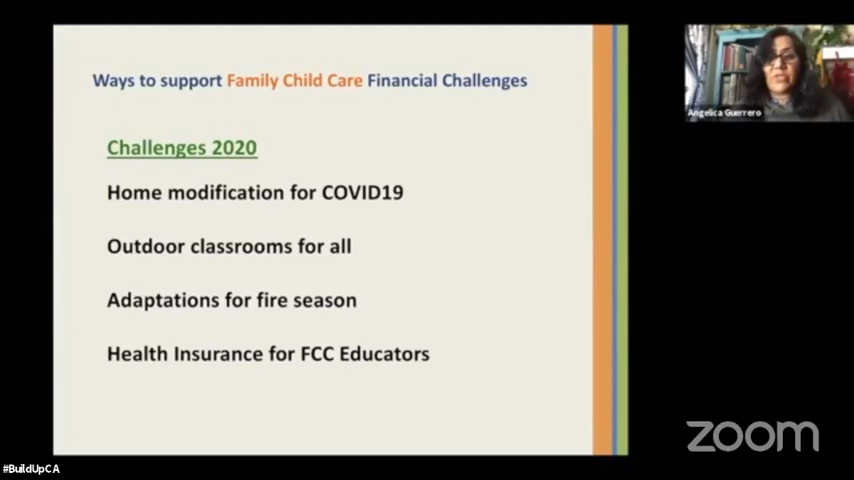 Ways to support Family Child Care Financial Challenges
Challenges 2020
Home modification for COVID19
Outdoor classrooms for all
Adaptations for fire season
Health Insurance for FCC Educators
Angelica Guerrero
zoom
#BuildUpCA